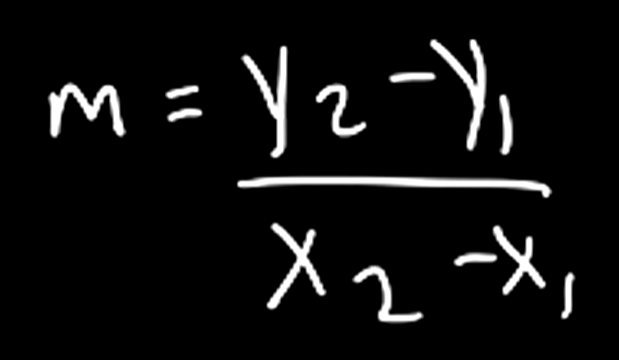 m = y2 - y1
x2 - x1